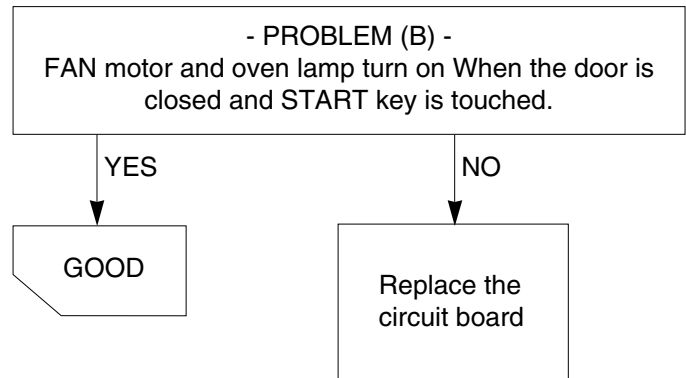 - PROBLEM (B) -
FAN motor and oven lamp turn on When the door is
closed and START key is touched.
YES
NO
GOOD
Replace the
circuit board